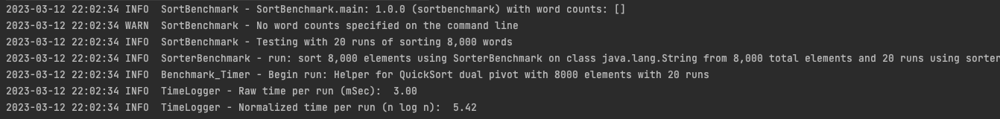 2023-03-12 22:02:34 INFO  SortBenchmark - SortBenchmark.main: 1.0.0 (sortbenchmark) with word counts: []
2023-03-12 22:02:34 WARN  SortBenchmark - No word counts specified on the command line
2023-03-12 22:02:34 INFO  SortBenchmark - Testing with 20 runs of sorting 8,000 words
2023-03-12 22:02:34 INFO  SorterBenchmark - run: sort 8,000 elements using SorterBenchmark on class java.lang.String from 8,000 total elements and 20 runs using sorter
2023-03-12 22:02:34 INFO  Benchmark_Timer - Begin run: Helper for QuickSort dual pivot with 8000 elements with 20 runs
2023-03-12 22:02:34 INFO  TimeLogger - Raw time per run (mSec):  3.00
2023-03-12 22:02:34 INFO  TimeLogger - Normalized time per run (n log n):  5.42